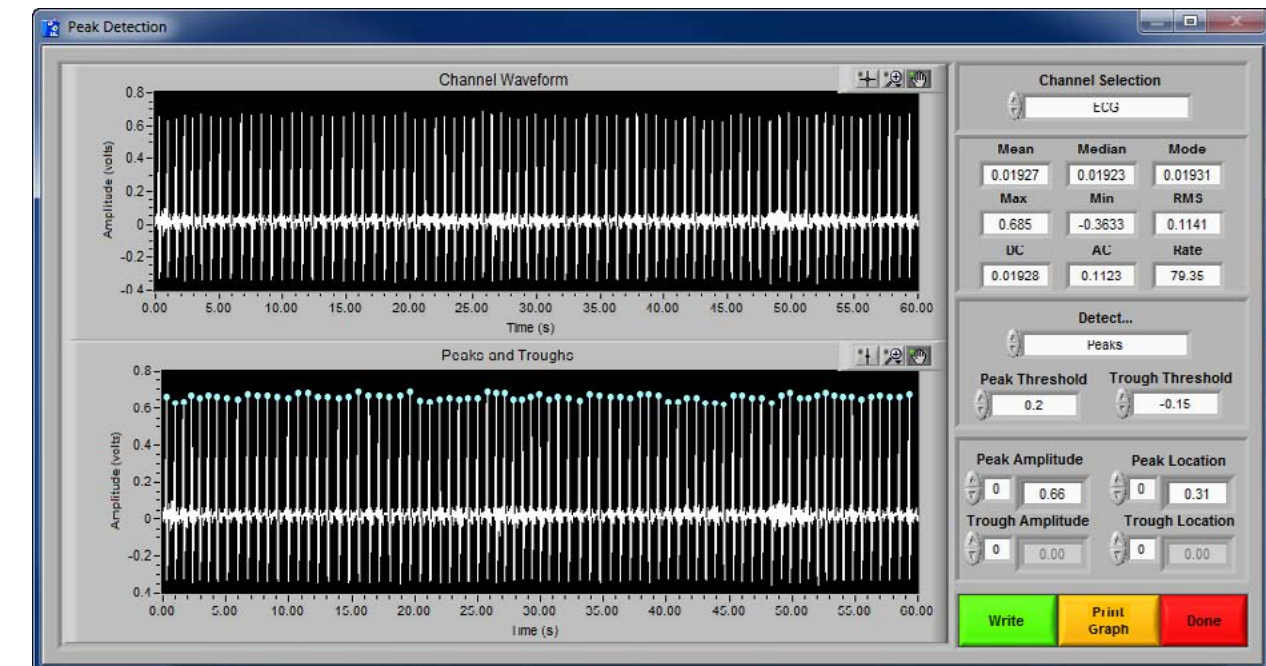 Peak Detection
Channel Waveform
0.8
0.6
0.4
0.2
0
-0.2
-0.4
Amplitude (volts)
0.00 5.00 10.00 15.00 20.00 25.00 30.00 35.00 40.00 45.00 50.00 55.00 60.00
Time (s)
Peaks and Troughs
0.8
0.6
0.4
0.2
0
-0.2
0.4
Amplitude (volts)
0.00 5.00 10.00 15.00 20.00 25.00 30.00 35.00 40.00 45.00 50.00 55.00 60.00
Time (s)
Channel Selection
ECG
Mean Median Mode
0.01927 0.01923 0.01931
Max Min RMS
0.685 -0.3633 0.1141
DC AC Rate
0.01928 0.1123 79.35
Detect...
Peaks
Peak Threshold Trough Threshold
0.2 -0.15
Peak Amplitude Peak Location
0 0.66 0 0.31
Trough Amplitude Trough Location
0 0.00 0 0.00
Write Print Graph Done